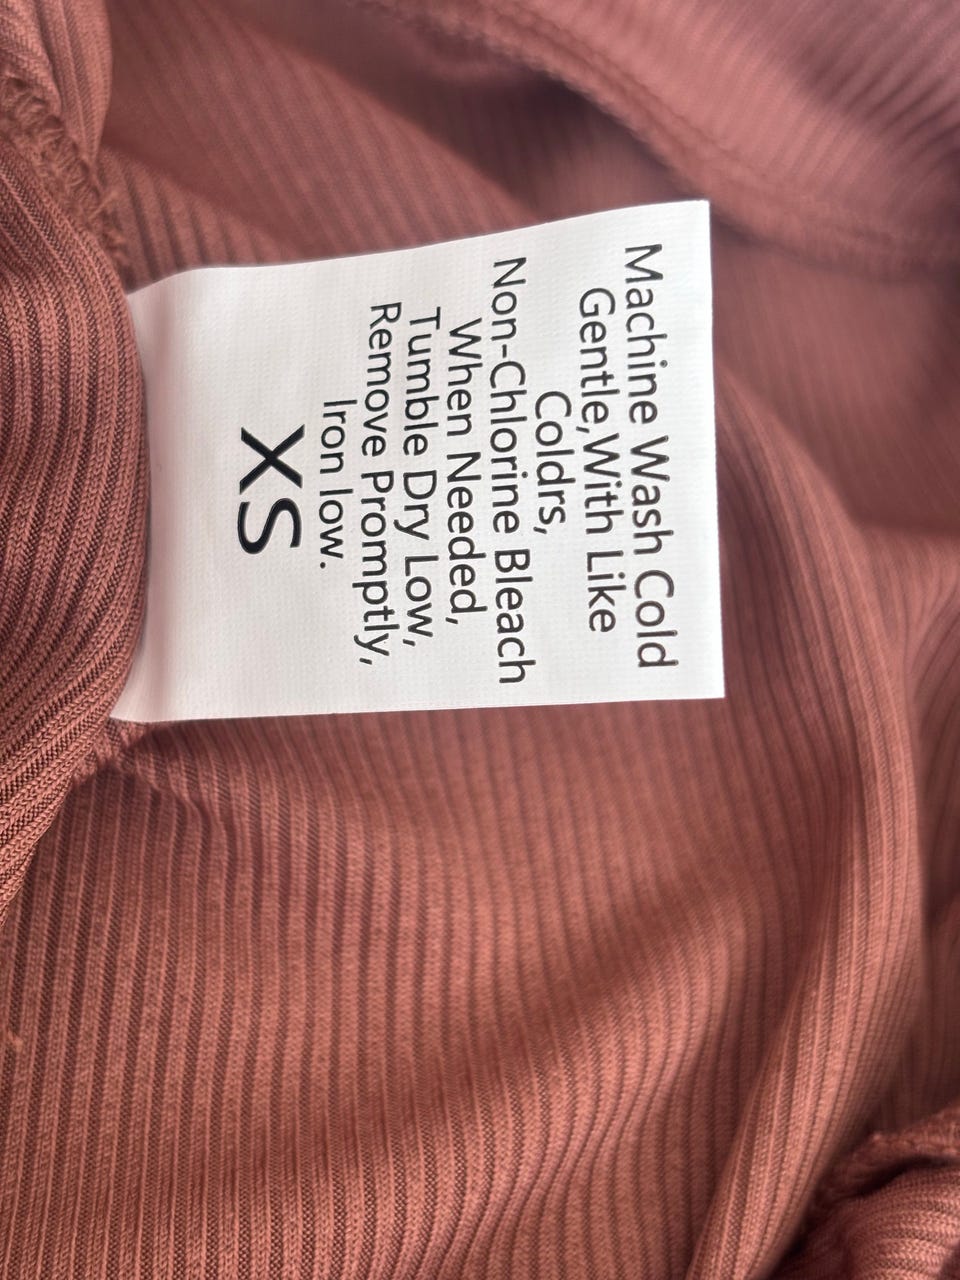 Machine Wash Cold
Gentle,With Like
Coldrs,
Non-Chlorine Bleach
When Needed,
Tumble Dry Low,
Remove Promptly,
Iron low.
XS